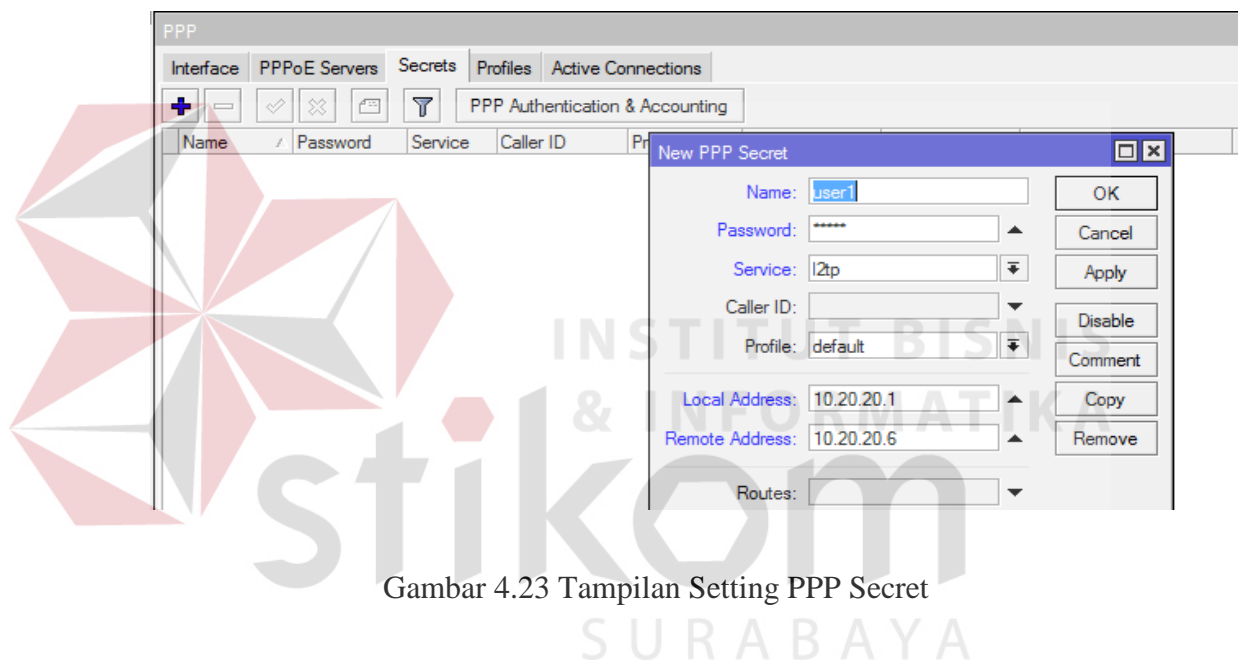 PPP
Interface PPPoE Servers Secrets Profiles Active Connections
PPP Authentication & Accounting
Name Password Service Caller ID Pr
New PPP Secret
Name: user1 OK
Password: ***** Cancel
Service: l2tp Apply
Caller ID: Disable
Profile: default Comment
Local Address: 10.20.20.1 Copy
Remote Address: 10.20.20.6 Remove
Routes:
INSTITUT BISNIS
& INFORMATIKA
stikom
SURABAYA
Gambar 4.23 Tampilan Setting PPP Secret